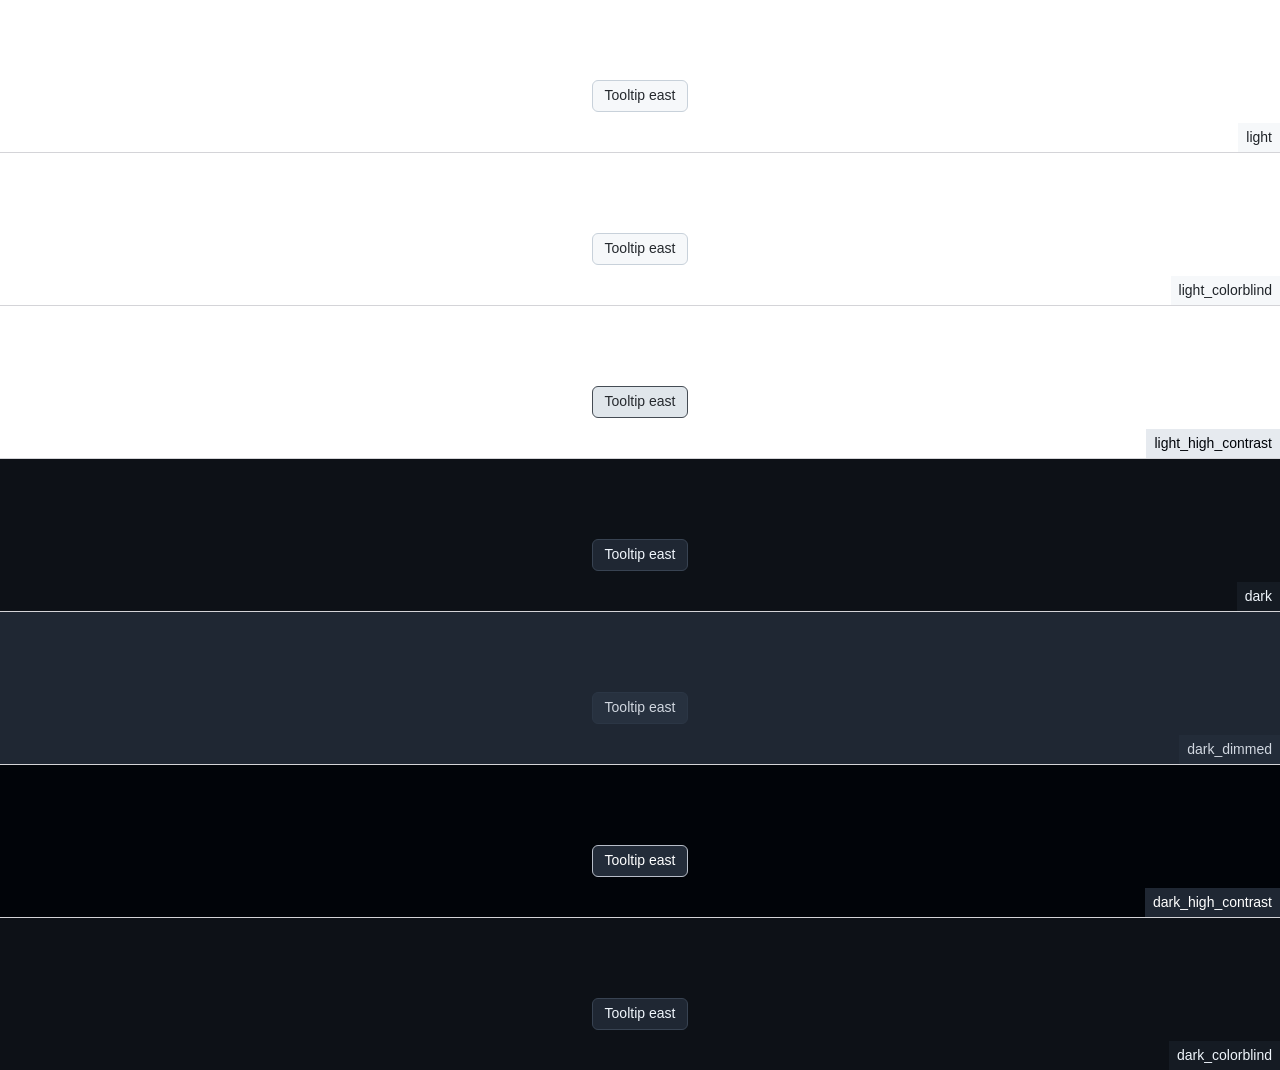 Tooltip east
light
Tooltip east
light_colorblind
Tooltip east
light_high_contrast
Tooltip east
dark
Tooltip east
dark_dimmed
Tooltip east
dark_high_contrast
Tooltip east
dark_colorblind